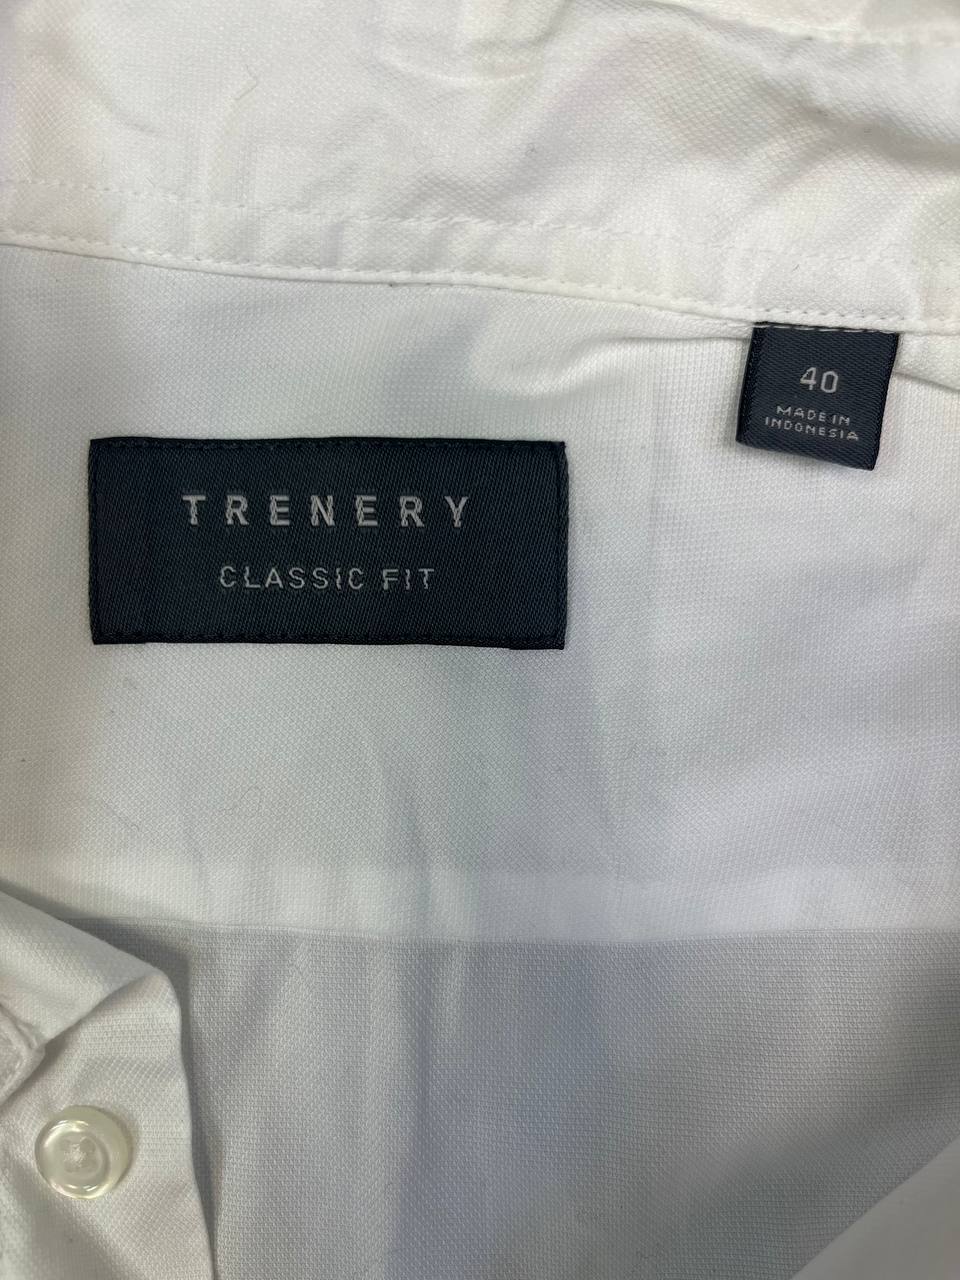 TRENERY
CLASSIC FIT
40
MADE IN
INDONESIA